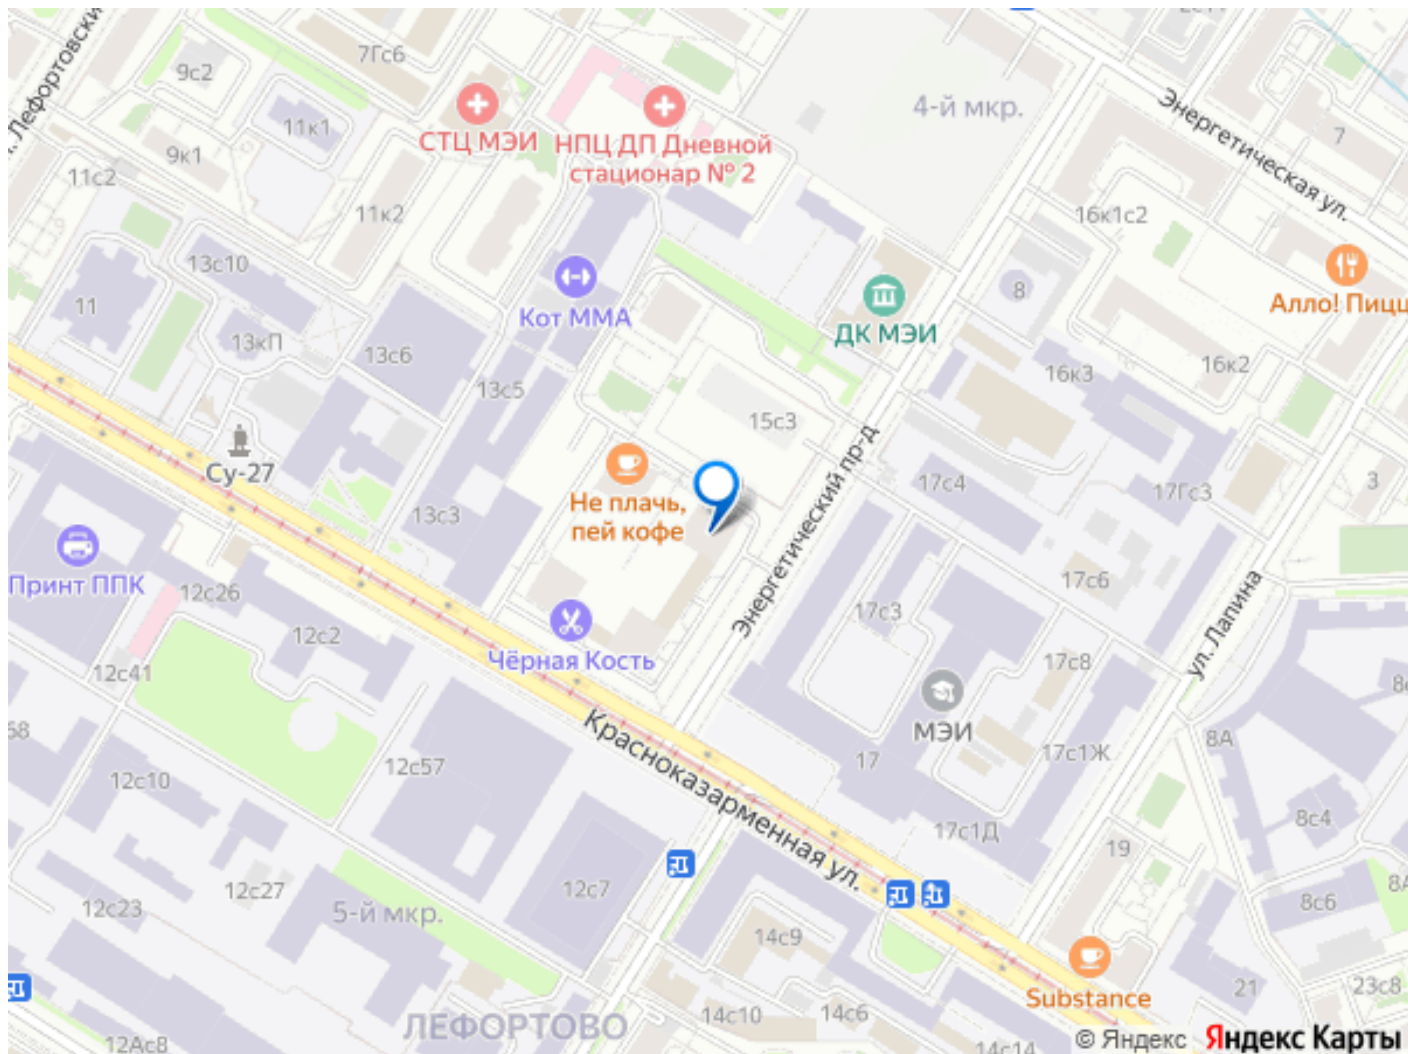 Лефортовски
7Гс6
9с2
11к1
9к1
11с2
11к2
СТЦ МЭИ
НПЦ ДП Дневной
стационар № 2
4-й мкр.
Энергетическая ул.
7
16к1с2
Алло! Пицц
13с10
11
13кП
13с6
Кот ММА
13с5
ДК МЭИ
8
16к3
16к2
15с3
Су-27
13с3
Не плачь,
пей кофе
Энергетический пр-д
17с4
17Гс3
3
Принт ППК
12с26
12с2
12с41
Чёрная Кость
17с3
17с6
ул. Лапина
17с8
МЭИ
17
17с1Ж
8А
68
12с10
12с57
Красноказарменная ул.
17с1Д
19
8с4
12с27
12с23
5-й мкр.
12с7
14с9
8с6
8А
Substance
21
23с8
ЛЕФОРТОВО
14с10
14с6
12Ас8
14с14
© Яндекс Яндекс Карты